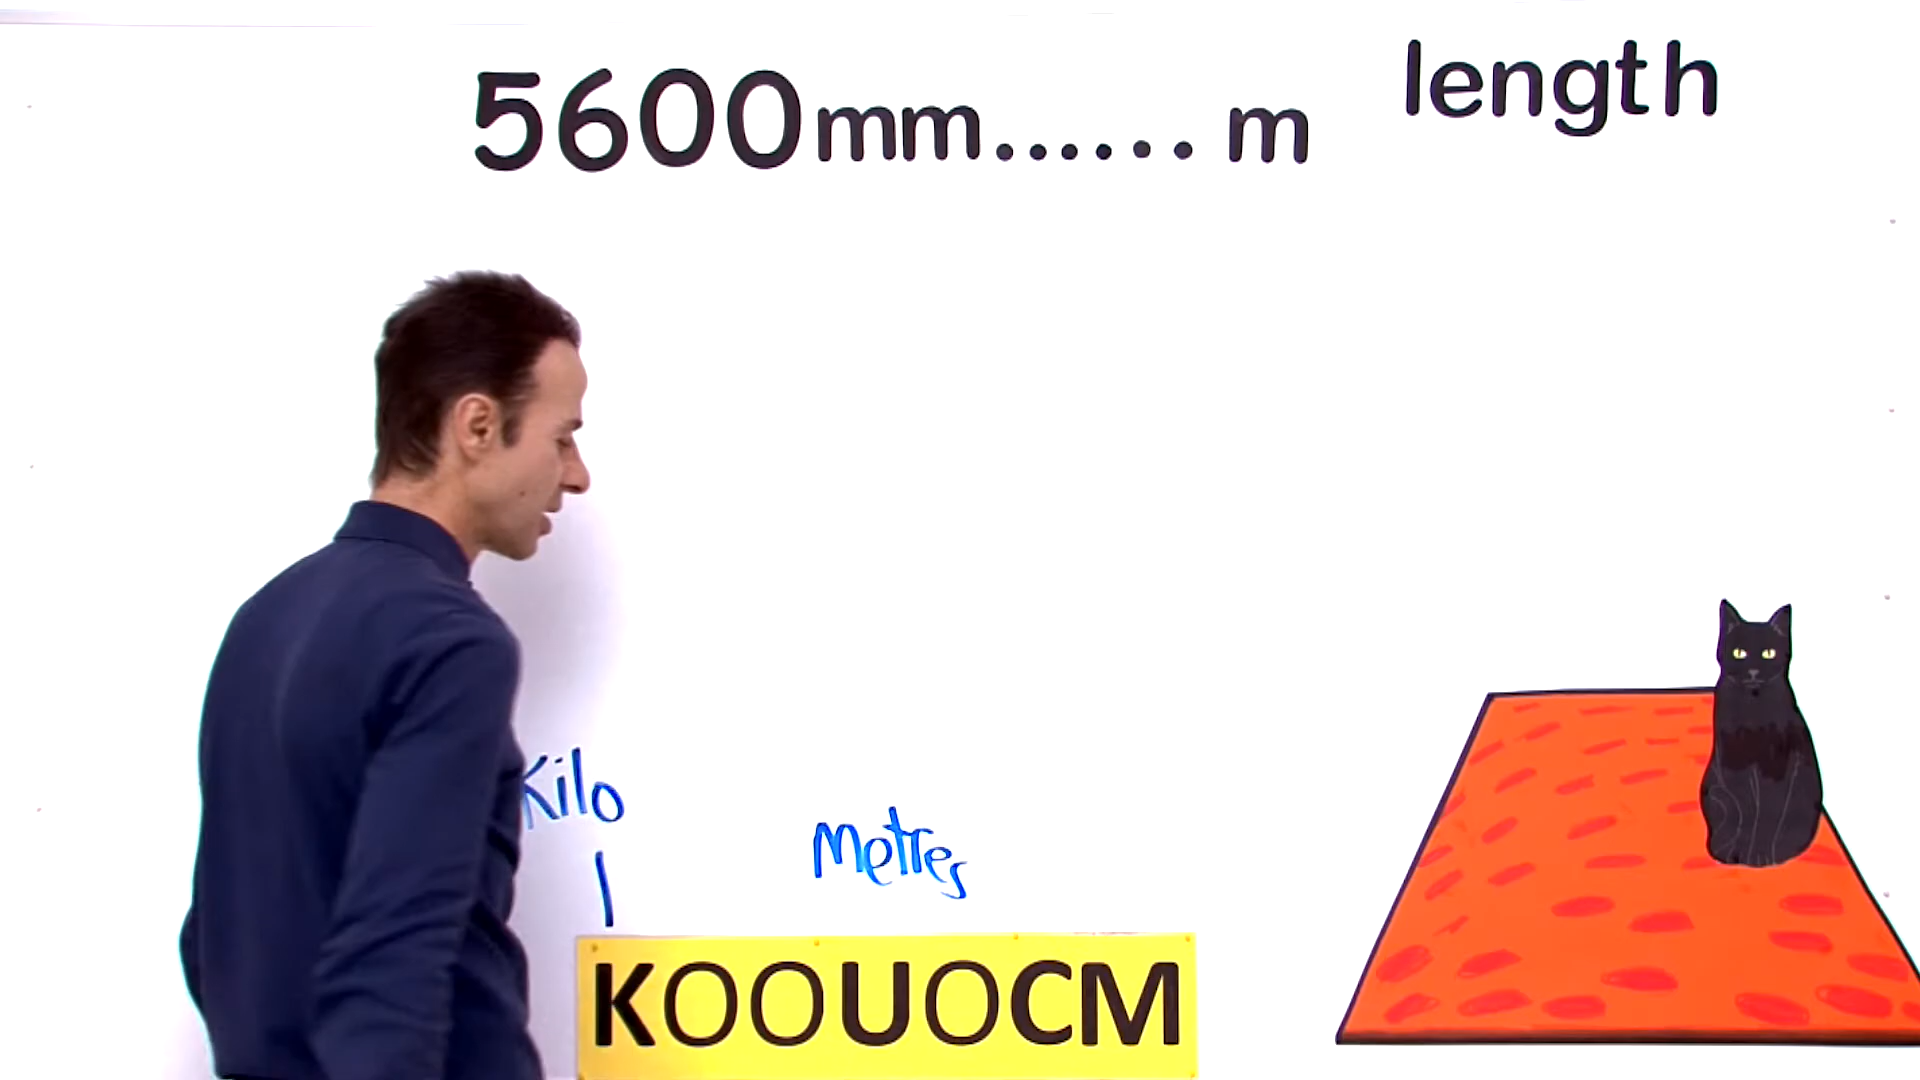 5600mm...... m
length
Kilo
Metres
KOOUOCM